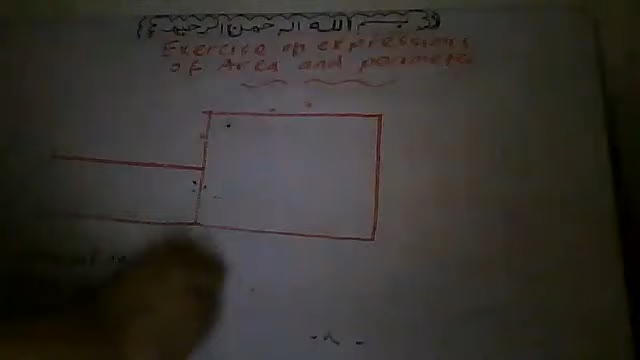 بسم الله الرحمن الرحيم
Exercise on expressions
of Area and perimeter